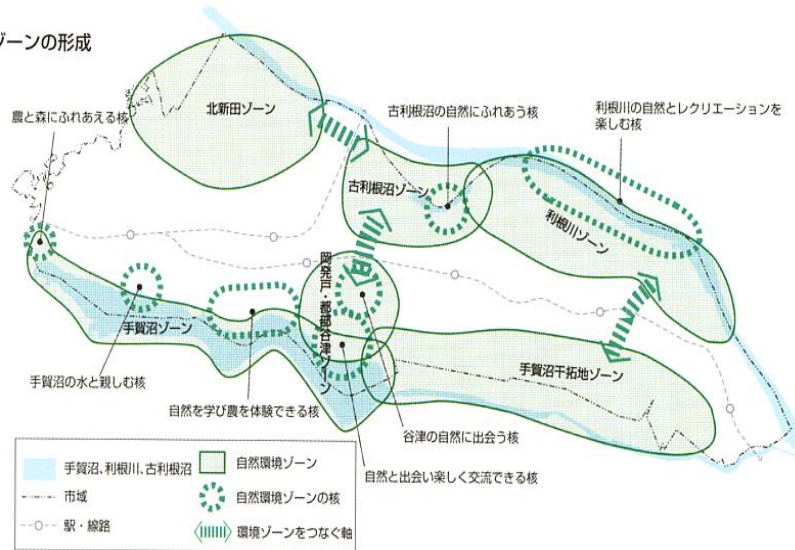 ゾーンの形成
北新田ゾーン
農と森にふれあえる核
古利根沼の自然にふれあう核
利根川の自然とレクリエーションを
楽しむ核
古利根沼ゾーン
利根川ゾーン
岡発戸・都部谷津ゾーン
手賀沼ゾーン
手賀沼干拓地ゾーン
手賀沼の水と親しむ核
自然を学び農を体験できる核
谷津の自然に出会う核
自然と出会い楽しく交流できる核
手賀沼、利根川、古利根沼
市域
駅・線路
自然環境ゾーン
自然環境ゾーンの核
環境ゾーンをつなぐ軸